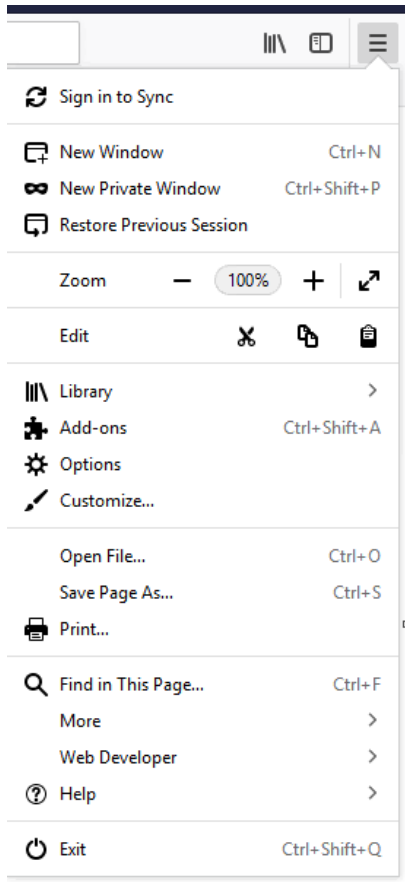 Sign in to Sync
New Window Ctrl+N
New Private Window Ctrl+Shift+P
Restore Previous Session
Zoom 100%
Edit
Library
Add-ons Ctrl+Shift+A
Options
Customize...
Open File... Ctrl+O
Save Page As... Ctrl+S
Print...
Find in This Page... Ctrl+F
More
Web Developer
Help
Exit Ctrl+Shift+Q